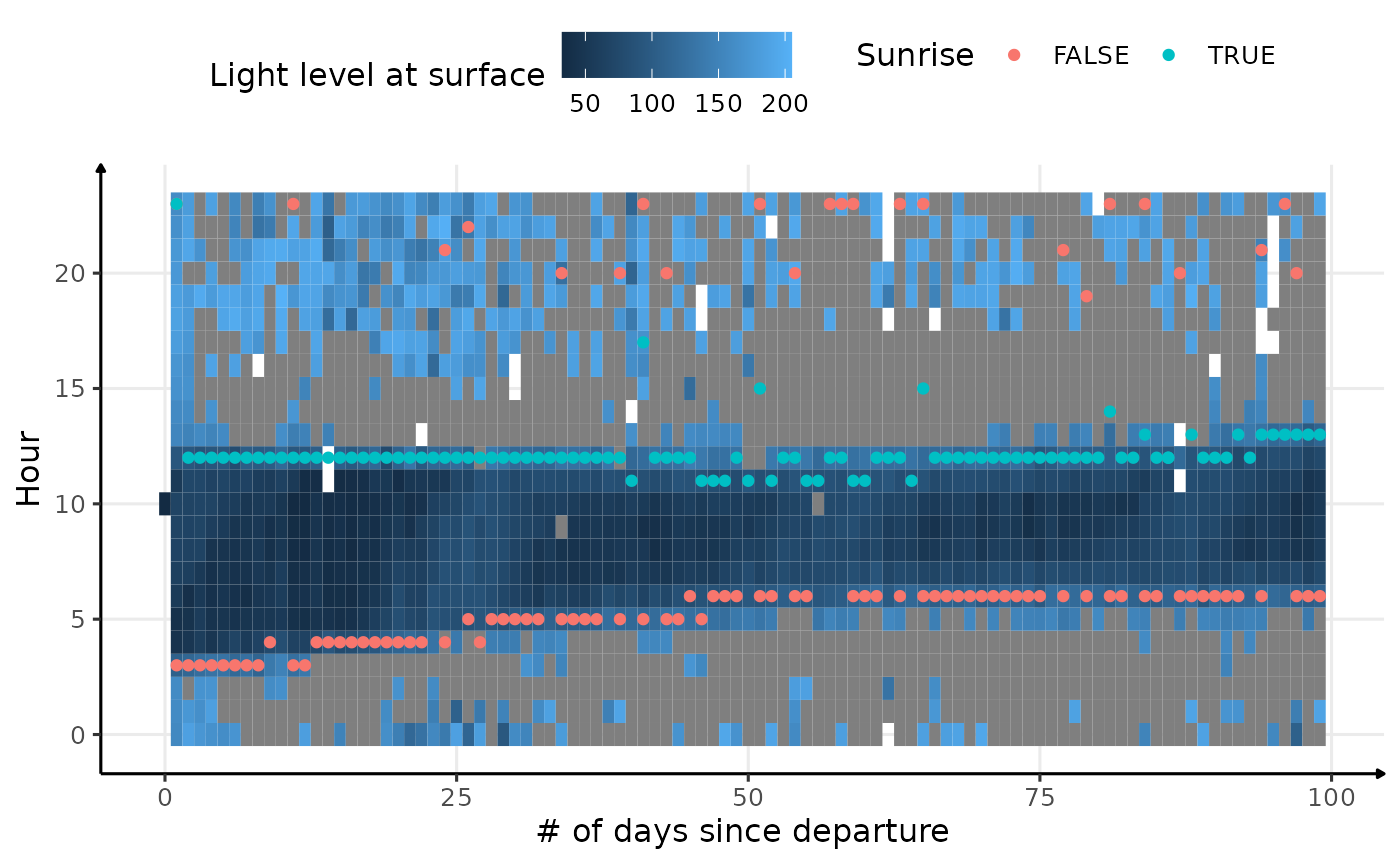 Light level at surface
50 100 150 200
Sunrise FALSE TRUE
Hour
20
15
10
5
0
0 25 50 75 100
# of days since departure